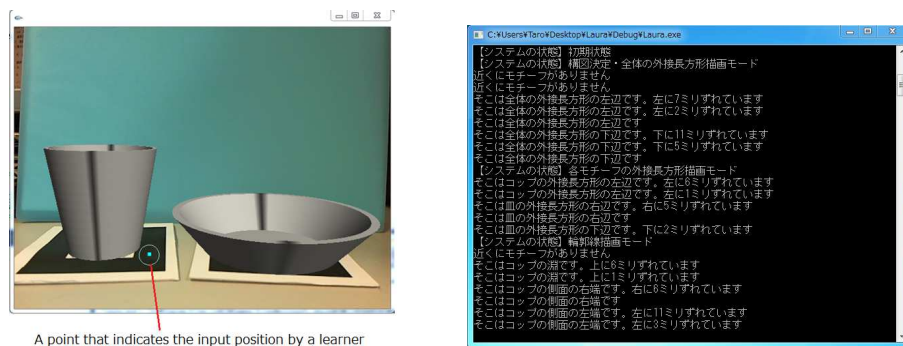 A point that indicates the input position by a learner
C:¥Users¥Taro¥Desktop¥Laura¥Debug¥Laura.exe
【システムの状態】初期状態
【システムの状態】構図決定・全体の外接長方形描画モード
近くにモチーフがありません
近くにモチーフがありません
そこは全体の外接長方形の左辺です。左に7ミリずれています
そこは全体の外接長方形の左辺です。左に2ミリずれています
そこは全体の外接長方形の左辺です
そこは全体の外接長方形の下辺です。下に11ミリずれています
そこは全体の外接長方形の下辺です。下に5ミリずれています
そこは全体の外接長方形の下辺です
【システムの状態】各モチーフの外接長方形描画モード
そこはコップの外接長方形の左辺です。左に6ミリずれています
そこはコップの外接長方形の左辺です。左に1ミリずれています
そこは皿の外接長方形の右辺です。右に5ミリずれています
そこは皿の外接長方形の右辺です
そこは皿の外接長方形の下辺です。下に2ミリずれています
【システムの状態】輪郭線描画モード
近くにモチーフがありません
そこはコップの淵です。上に6ミリずれています
そこはコップの淵です。上に1ミリずれています
そこはコップの側面の右端です。右に6ミリずれています
そこはコップの側面の右端です
そこはコップの側面の左端です。左に11ミリずれています
そこはコップの側面の左端です。左に3ミリずれています